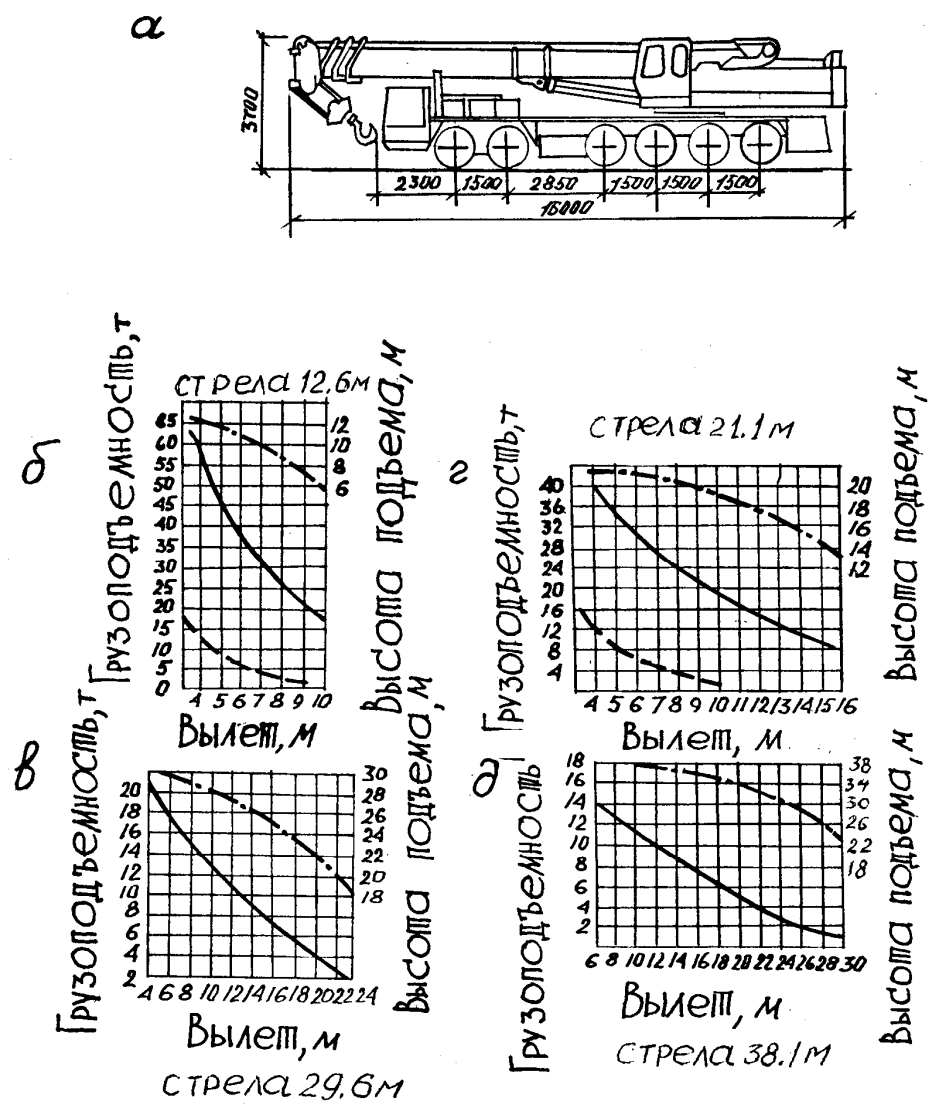 а
3700
2300 1500 2850 1500 1500 1500
16000
б
Грузоподъемность, т
стрела 12.6м
65
60
55
50
45
40
35
30
25
20
15
10
5
0
12
10
8
6
4 5 6 7 8 9 10
Вылет, м
Высота подъема, м
г
Грузоподъемность, т
стрела 21.1м
40
36
32
28
24
20
16
12
8
4
20
18
16
14
12
4 5 6 7 8 9 10 11 12 13 14 15 16
Вылет, м
Высота подъема, м
в
Грузоподъемность, т
20
18
16
14
12
10
8
6
4
2
30
28
26
24
22
20
18
4 6 8 10 12 14 16 18 20 22 24
Высота подъема, м
Вылет, м
стрела 29.6м
д
Грузоподъемность
18
16
14
12
10
8
6
4
2
38
34
30
26
22
18
6 8 10 12 14 16 18 20 22 24 26 28 30
Высота подъема, м
Вылет, м
стрела 38.1м